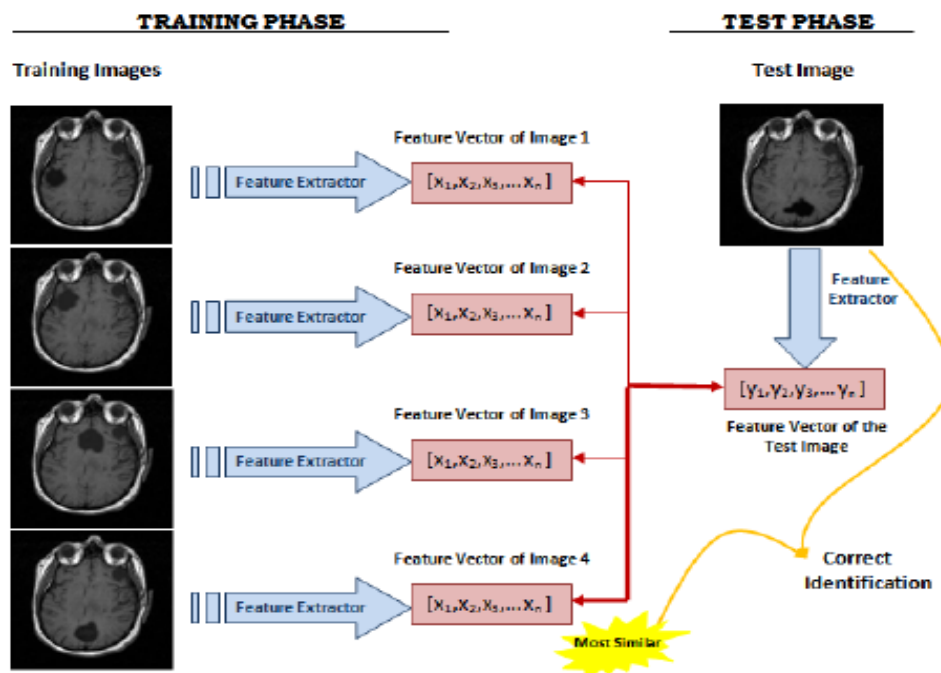 TRAINING PHASE
TEST PHASE
Training Images
Test Image
Feature Vector of Image 1
Feature Extractor
[x₁,x₂,x₃,...xₙ]
Feature Vector of Image 2
Feature Extractor
[x₁,x₂,x₃,...xₙ]
Feature
Extractor
[y₁,y₂,y₃,...yₙ]
Feature Vector of the
Test Image
Feature Vector of Image 3
Feature Extractor
[x₁,x₂,x₃,...xₙ]
Feature Vector of Image 4
Feature Extractor
[x₁,x₂,x₃,...xₙ]
Correct
Identification
Most Similar